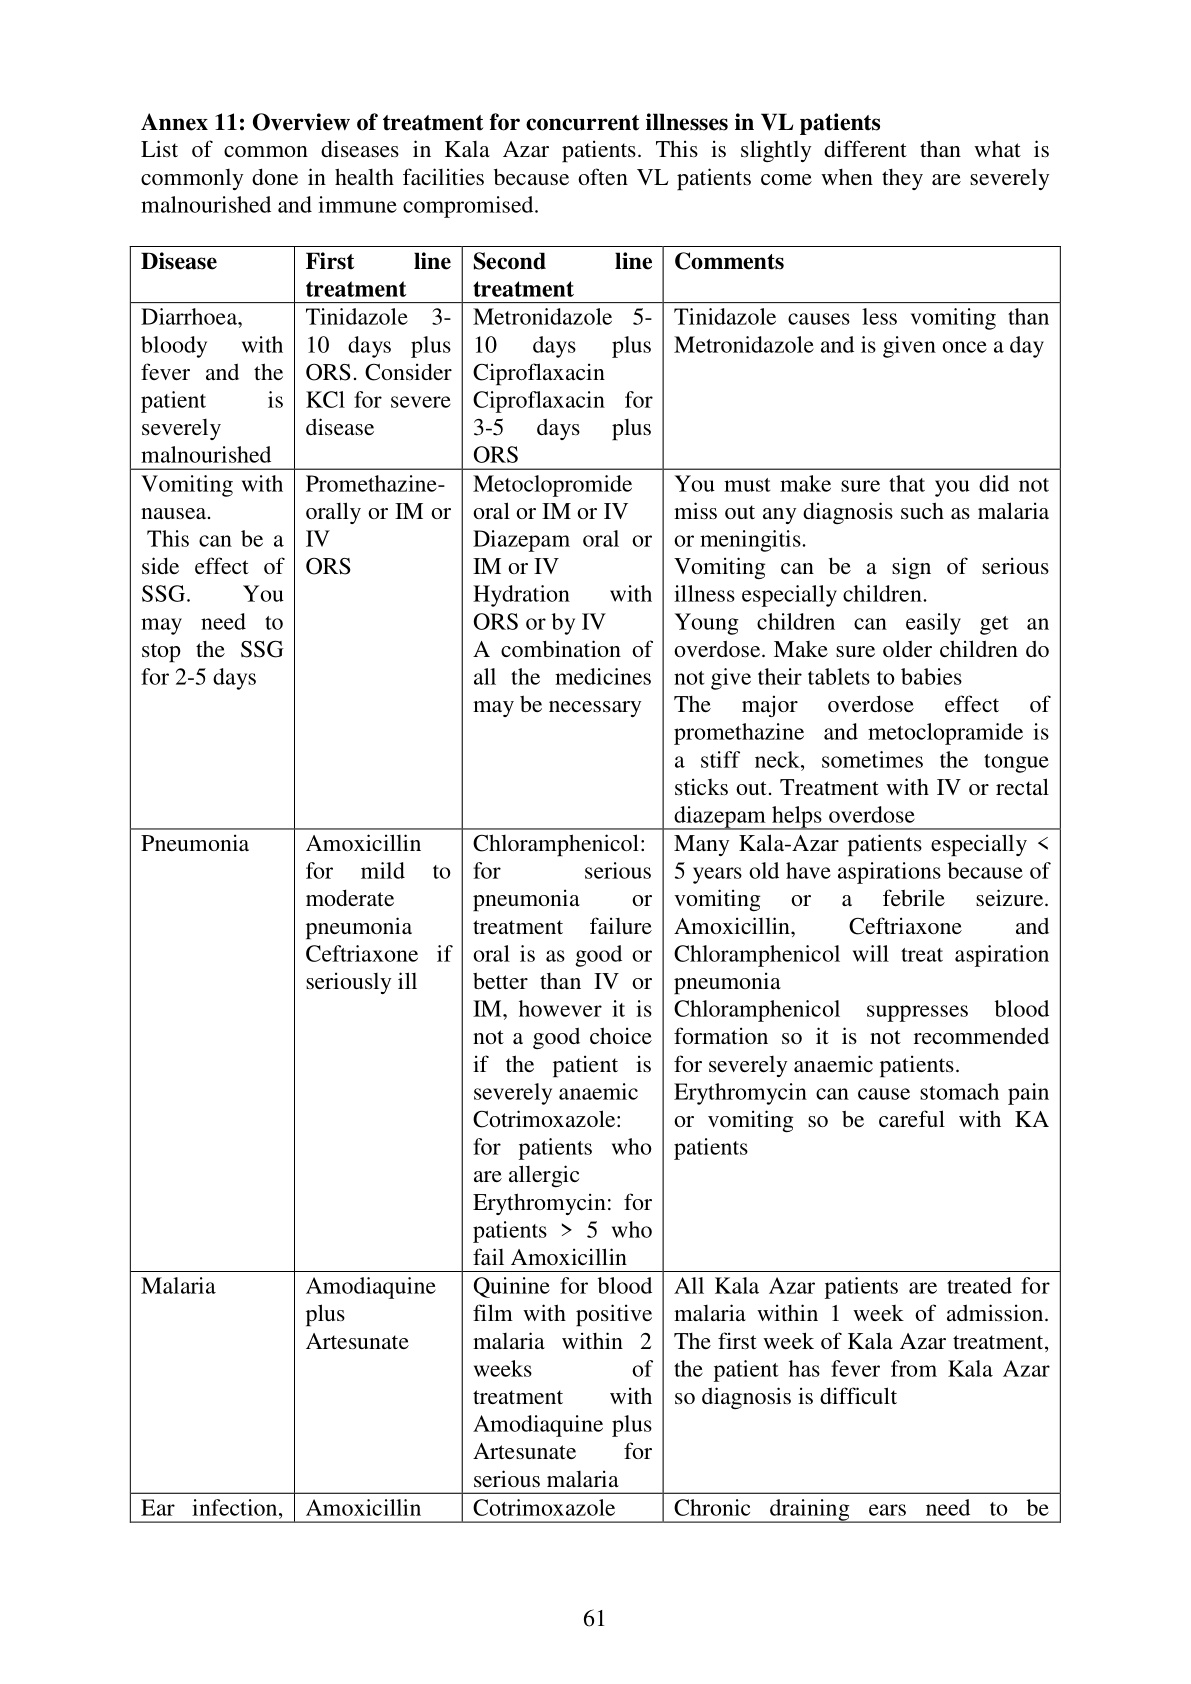 Annex 11: Overview of treatment for concurrent illnesses in VL patients
List of common diseases in Kala Azar patients. This is slightly different than what is
commonly done in health facilities because often VL patients come when they are severely
malnourished and immune compromised.
Disease
First line
treatment
Second line
treatment
Comments
Diarrhoea,
bloody with
fever and the
patient is
severely
malnourished
Tinidazole 3-
10 days plus
ORS. Consider
KCl for severe
disease
Metronidazole 5-
10 days plus
Ciproflaxacin
Ciproflaxacin for
3-5 days plus
ORS
Tinidazole causes less vomiting than
Metronidazole and is given once a day
Vomiting with
nausea.
This can be a
side effect of
SSG. You
may need to
stop the SSG
for 2-5 days
Promethazine-
orally or IM or
IV
ORS
Metoclopromide
oral or IM or IV
Diazepam oral or
IM or IV
Hydration with
ORS or by IV
A combination of
all the medicines
may be necessary
You must make sure that you did not
miss out any diagnosis such as malaria
or meningitis.
Vomiting can be a sign of serious
illness especially children.
Young children can easily get an
overdose. Make sure older children do
not give their tablets to babies
The major overdose effect of
promethazine and metoclopramide is
a stiff neck, sometimes the tongue
sticks out. Treatment with IV or rectal
diazepam helps overdose
Pneumonia
Amoxicillin
for mild to
moderate
pneumonia
Ceftriaxone if
seriously ill
Chloramphenicol:
for serious
pneumonia or
treatment failure
oral is as good or
better than IV or
IM, however it is
not a good choice
if the patient is
severely anaemic
Cotrimoxazole:
for patients who
are allergic
Erythromycin: for
patients > 5 who
fail Amoxicillin
Many Kala-Azar patients especially <
5 years old have aspirations because of
vomiting or a febrile seizure.
Amoxicillin, Ceftriaxone and
Chloramphenicol will treat aspiration
pneumonia
Chloramphenicol suppresses blood
formation so it is not recommended
for severely anaemic patients.
Erythromycin can cause stomach pain
or vomiting so be careful with KA
patients
Malaria
Amodiaquine
plus
Artesunate
Quinine for blood
film with positive
malaria within 2
weeks of
treatment with
Amodiaquine plus
Artesunate for
serious malaria
All Kala Azar patients are treated for
malaria within 1 week of admission.
The first week of Kala Azar treatment,
the patient has fever from Kala Azar
so diagnosis is difficult
Ear infection,
Amoxicillin
Cotrimoxazole
Chronic draining ears need to be
61